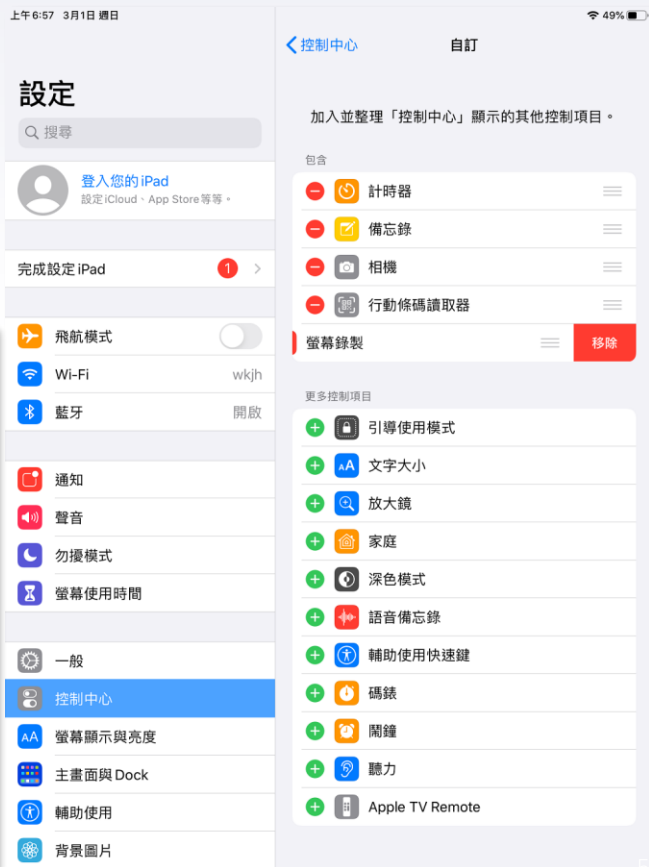 上午6:57 3月1日 週日
49%
設定
搜尋
登入您的 iPad
設定 iCloud、App Store 等等。
完成設定 iPad
1
飛航模式
Wi-Fi
wkjh
藍牙
開啟
通知
聲音
勿擾模式
螢幕使用時間
一般
控制中心
AA
螢幕顯示與亮度
主畫面與 Dock
輔助使用
背景圖片
控制中心
自訂
加入並整理「控制中心」顯示的其他控制項目。
包含
計時器
備忘錄
相機
行動條碼讀取器
螢幕錄製
移除
更多控制項目
引導使用模式
AA
文字大小
放大鏡
家庭
深色模式
語音備忘錄
輔助使用快速鍵
碼錶
鬧鐘
聽力
Apple TV Remote